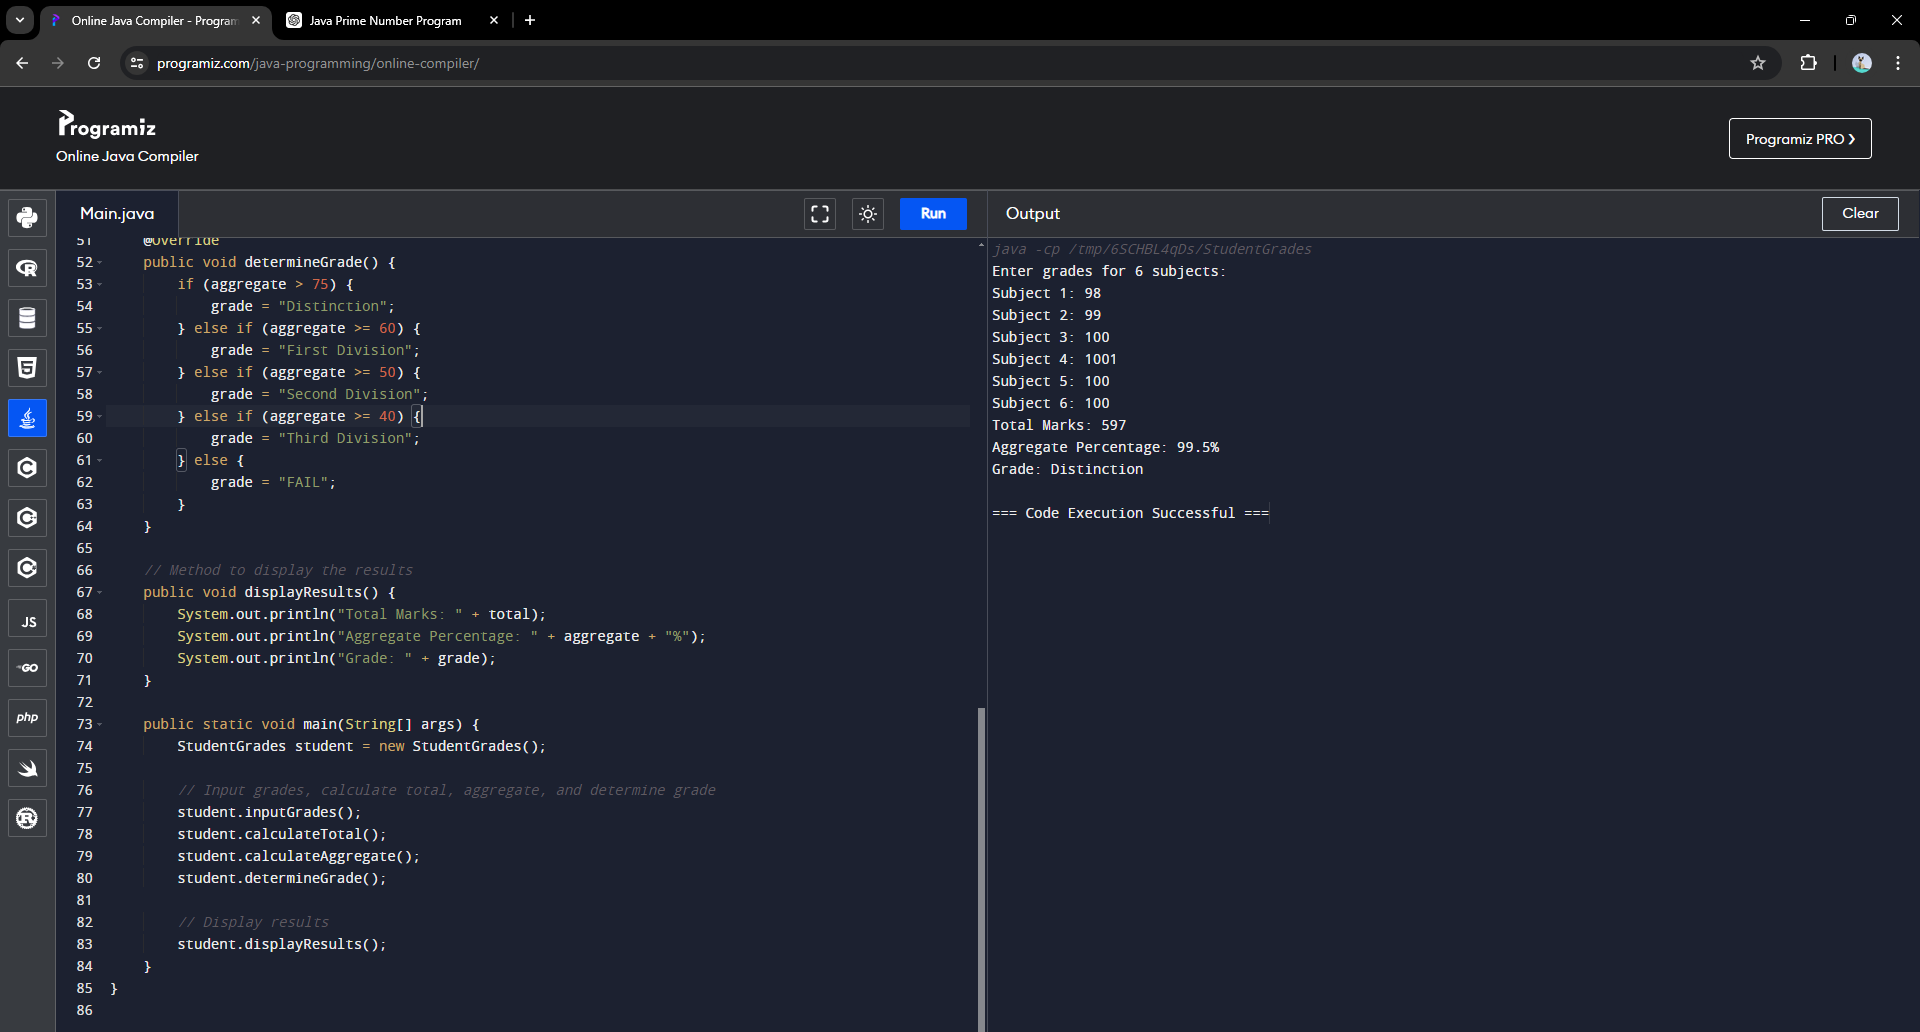 Online Java Compiler - Program
Java Prime Number Program
programiz.com/java-programming/online-compiler/
Programiz
Online Java Compiler
Programiz PRO ❯
Main.java
Run
Output
Clear
JS
GO
php
51 @Override
52 public void determineGrade() {
53 if (aggregate > 75) {
54 grade = "Distinction";
55 } else if (aggregate >= 60) {
56 grade = "First Division";
57 } else if (aggregate >= 50) {
58 grade = "Second Division";
59 } else if (aggregate >= 40) {
60 grade = "Third Division";
61 } else {
62 grade = "FAIL";
63 }
64 }
65
66 // Method to display the results
67 public void displayResults() {
68 System.out.println("Total Marks: " + total);
69 System.out.println("Aggregate Percentage: " + aggregate + "%");
70 System.out.println("Grade: " + grade);
71 }
72
73 public static void main(String[] args) {
74 StudentGrades student = new StudentGrades();
75
76 // Input grades, calculate total, aggregate, and determine grade
77 student.inputGrades();
78 student.calculateTotal();
79 student.calculateAggregate();
80 student.determineGrade();
81
82 // Display results
83 student.displayResults();
84 }
85 }
86
java -cp /tmp/6SCHBL4qDs/StudentGrades
Enter grades for 6 subjects:
Subject 1: 98
Subject 2: 99
Subject 3: 100
Subject 4: 1001
Subject 5: 100
Subject 6: 100
Total Marks: 597
Aggregate Percentage: 99.5%
Grade: Distinction
=== Code Execution Successful ===